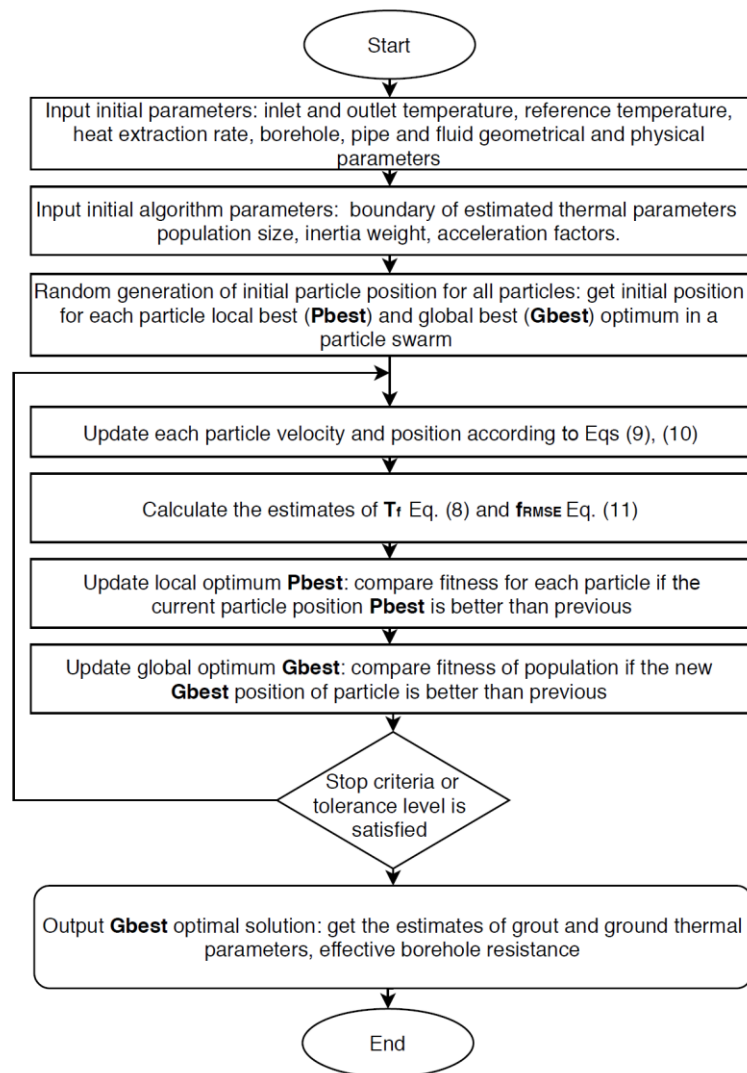 Start
Input initial parameters: inlet and outlet temperature, reference temperature,
heat extraction rate, borehole, pipe and fluid geometrical and physical
parameters
Input initial algorithm parameters: boundary of estimated thermal parameters
population size, inertia weight, acceleration factors.
Random generation of initial particle position for all particles: get initial position
for each particle local best (Pbest) and global best (Gbest) optimum in a
particle swarm
Update each particle velocity and position according to Eqs (9), (10)
Calculate the estimates of Tf Eq. (8) and fRMSE Eq. (11)
Update local optimum Pbest: compare fitness for each particle if the
current particle position Pbest is better than previous
Update global optimum Gbest: compare fitness of population if the new
Gbest position of particle is better than previous
Stop criteria or
tolerance level is
satisfied
Output Gbest optimal solution: get the estimates of grout and ground thermal
parameters, effective borehole resistance
End